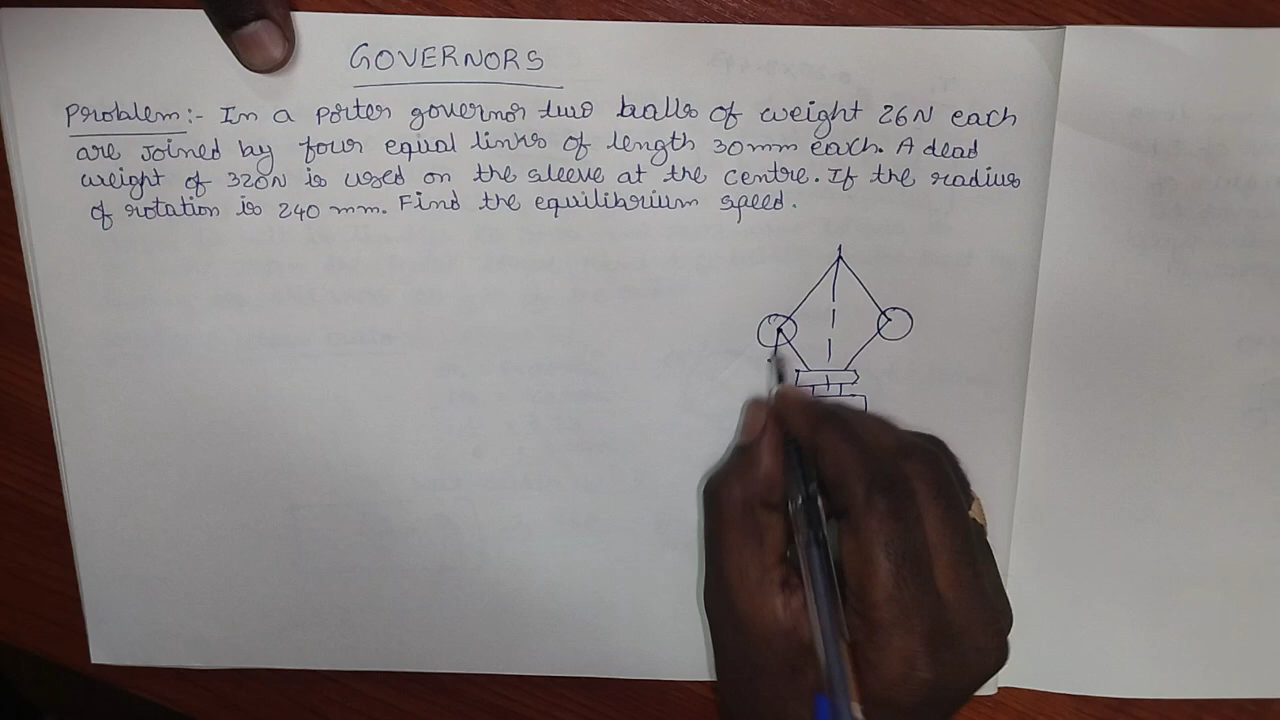 GOVERNORS
Problem:- In a porter governor two balls of weight 26N each
are joined by four equal links of length 30mm each. A dead
weight of 320N is used on the sleeve at the centre. If the radius
of rotation is 240 mm. Find the equilibrium speed.